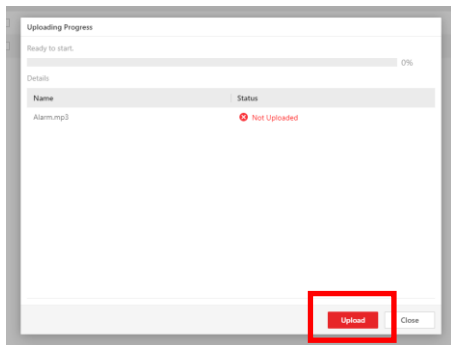 Uploading Progress
Ready to start.
0%
Details
Name Status
Alarm.mp3 Not Uploaded
Upload Close